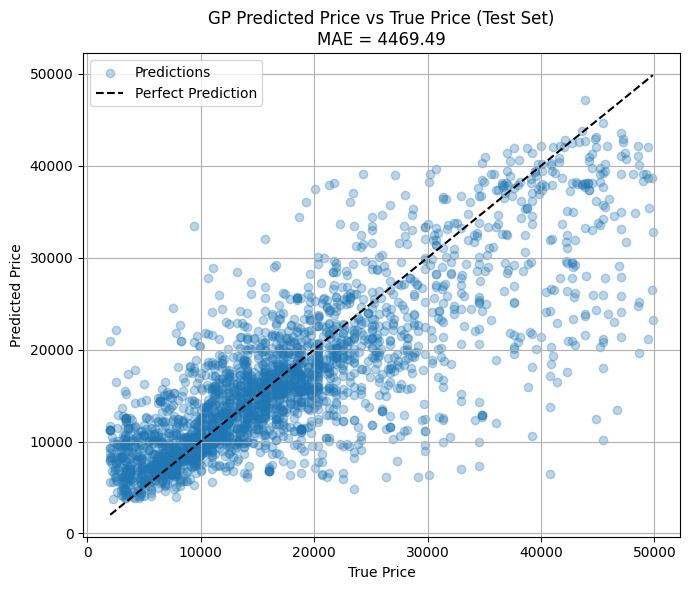 GP Predicted Price vs True Price (Test Set)
MAE = 4469.49
Predictions
Perfect Prediction
50000
40000
30000
20000
10000
0
Predicted Price
0 10000 20000 30000 40000 50000
True Price